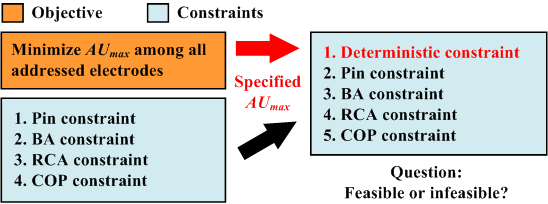 Objective
Constraints
Minimize AUmax among all
addressed electrodes
1. Pin constraint
2. BA constraint
3. RCA constraint
4. COP constraint
Specified
AUmax
1. Deterministic constraint
2. Pin constraint
3. BA constraint
4. RCA constraint
5. COP constraint
Question:
Feasible or infeasible?